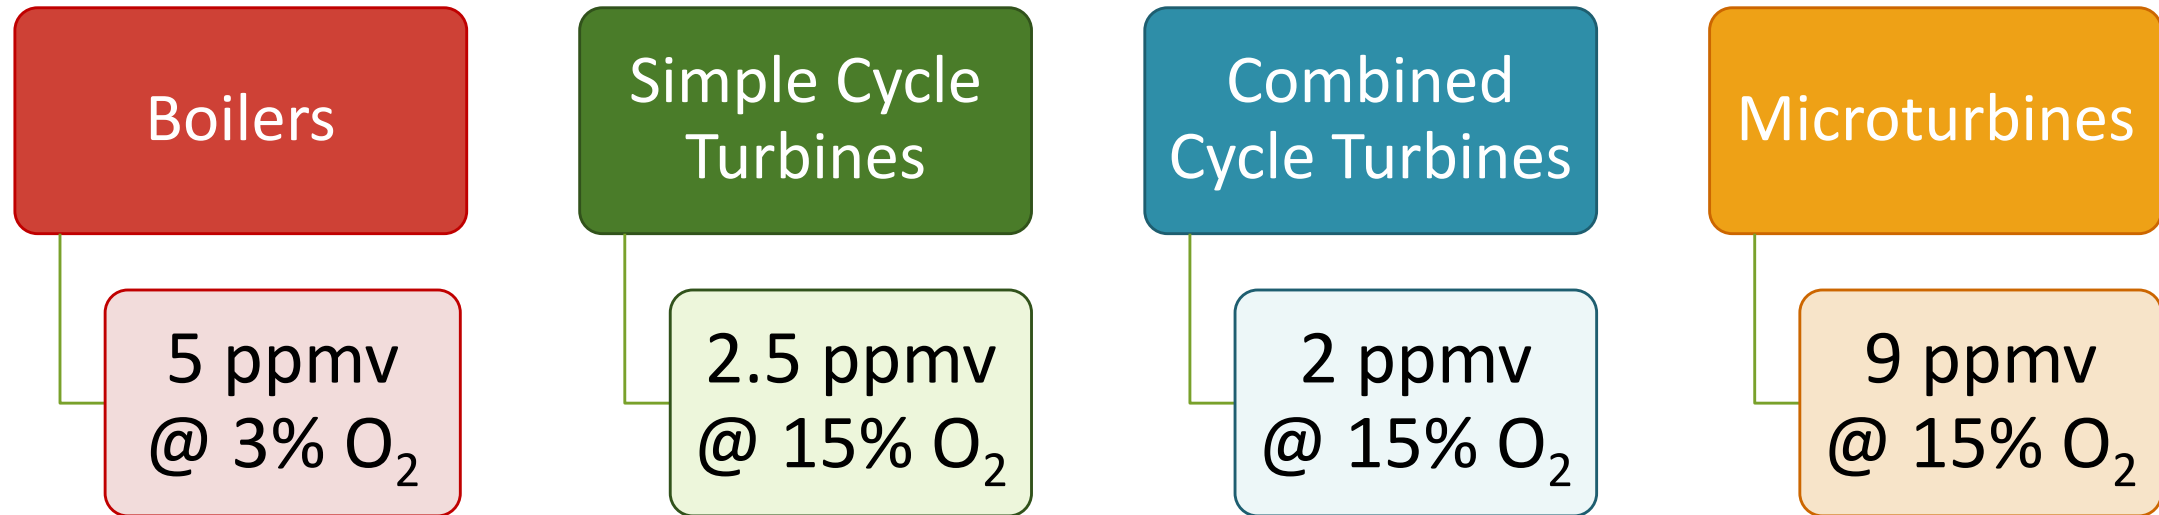 Boilers
5 ppmv
@ 3% O₂
Simple Cycle
Turbines
2.5 ppmv
@ 15% O₂
Combined
Cycle Turbines
2 ppmv
@ 15% O₂
Microturbines
9 ppmv
@ 15% O₂